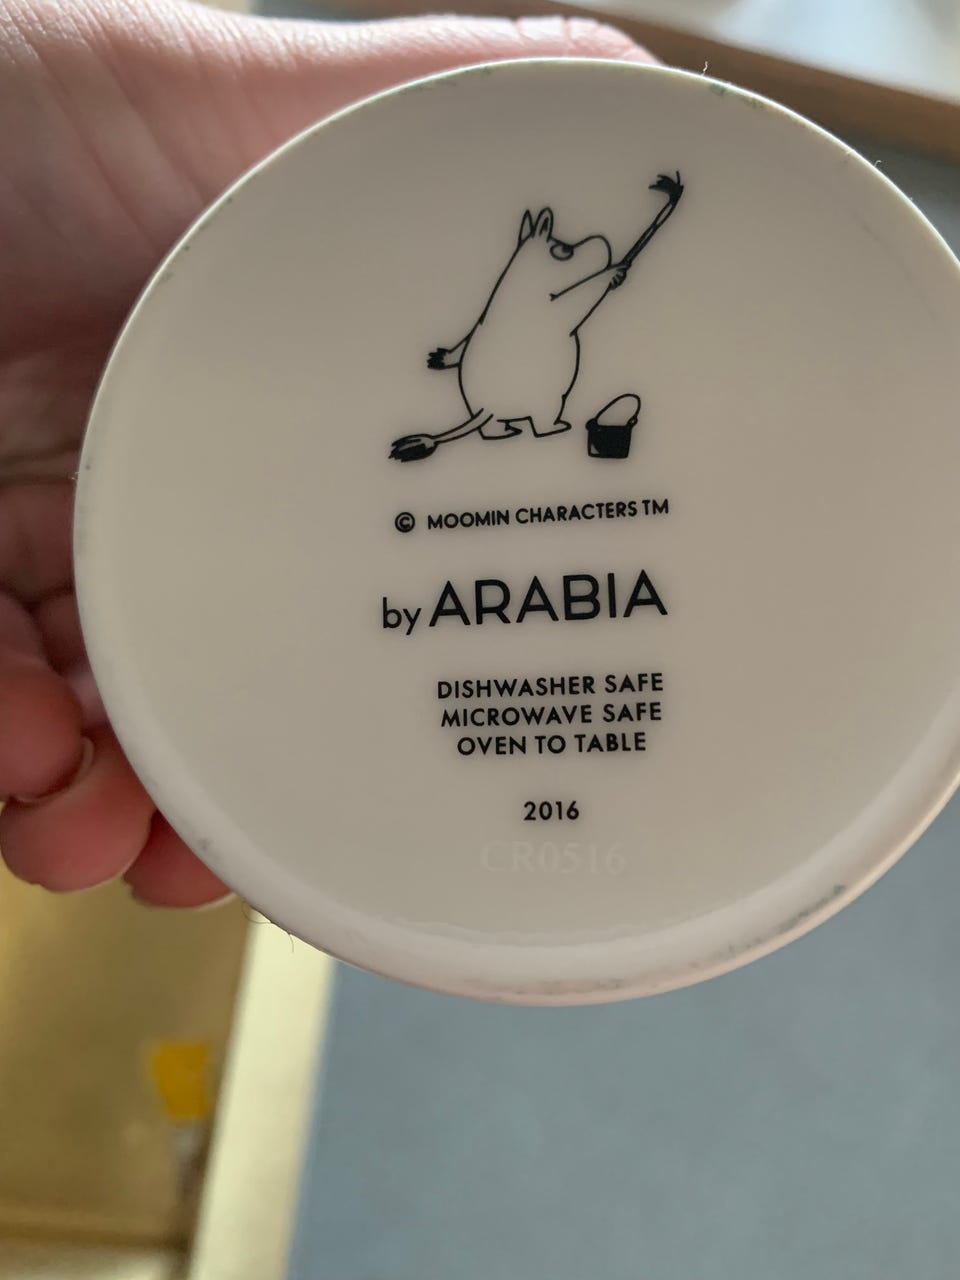 © MOOMIN CHARACTERS TM
by ARABIA
DISHWASHER SAFE
MICROWAVE SAFE
OVEN TO TABLE
2016
CR0516